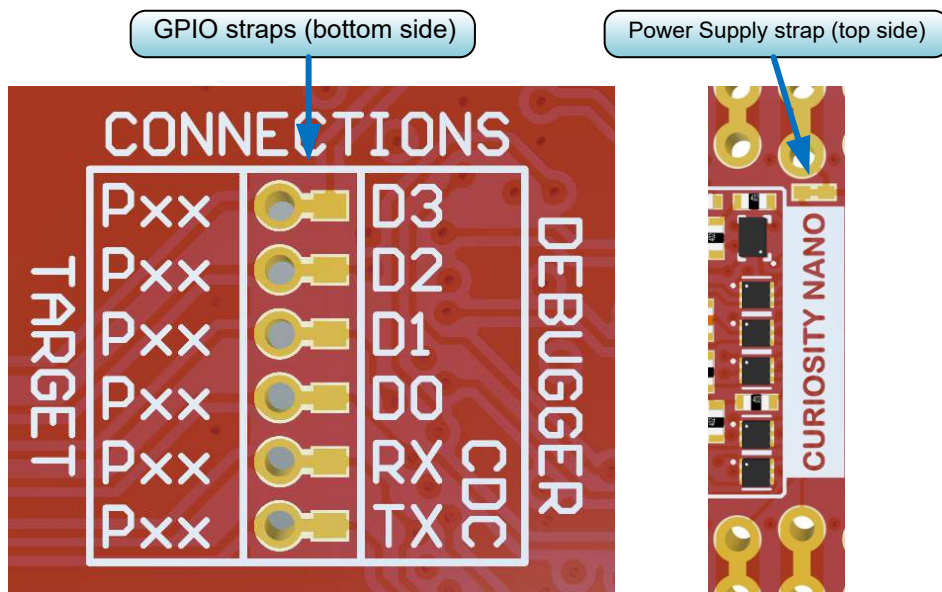 GPIO straps (bottom side)
Power Supply strap (top side)
CONNECTIONS
TARGET
DEBUGGER
Pxx D3
Pxx D2
Pxx D1
Pxx D0
Pxx RX
Pxx TX
CDC
CURIOSITY NANO